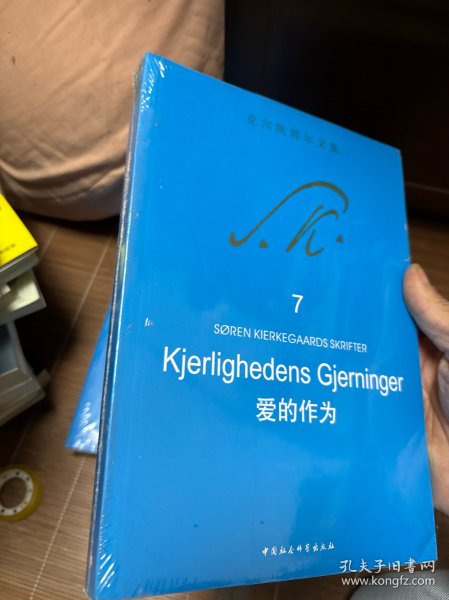 克尔凯郭尔文集
S. K.
7
SØREN KIERKEGAARDS SKRIFTER
Kjerlighedens Gjerninger
爱的作为
中国社会科学出版社
孔夫子旧书网
www.kongfz.com